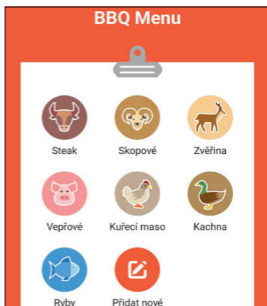 BBQ Menu
Steak Skopové Zvěřina
Vepřové Kuřecí maso Kachna
Ryby Přidat nové